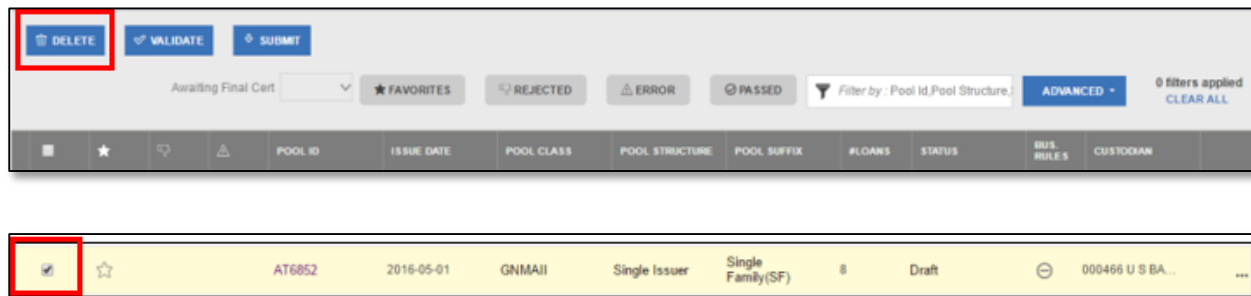 DELETE VALIDATE SUBMIT
Awaiting Final Cert FAVORITES REJECTED ERROR PASSED Filter by : Pool Id,Pool Structure, ADVANCED 0 filters applied
CLEAR ALL
POOL ID ISSUE DATE POOL CLASS POOL STRUCTURE POOL SUFFIX #LOANS STATUS BUS. RULES CUSTODIAN
AT6852 2016-05-01 GNMAII Single Issuer Single Family(SF) 8 Draft 000466 U S BA... ...